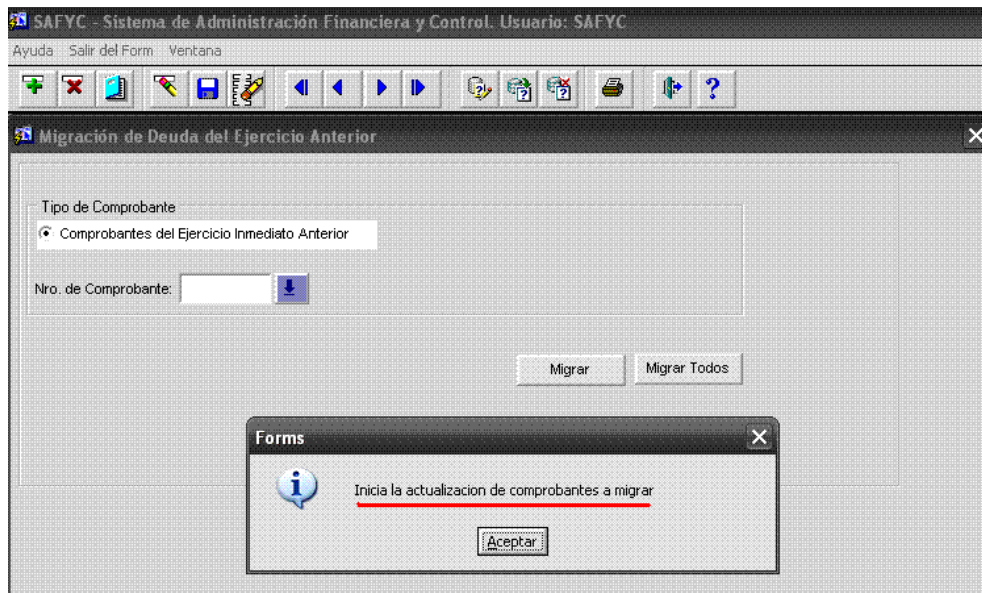 SAFYC - Sistema de Administración Financiera y Control. Usuario: SAFYC
Ayuda Salir del Form Ventana
Migración de Deuda del Ejercicio Anterior
Tipo de Comprobante
Comprobantes del Ejercicio Inmediato Anterior
Nro. de Comprobante:
Migrar Migrar Todos
Forms
Inicia la actualizacion de comprobantes a migrar
Aceptar